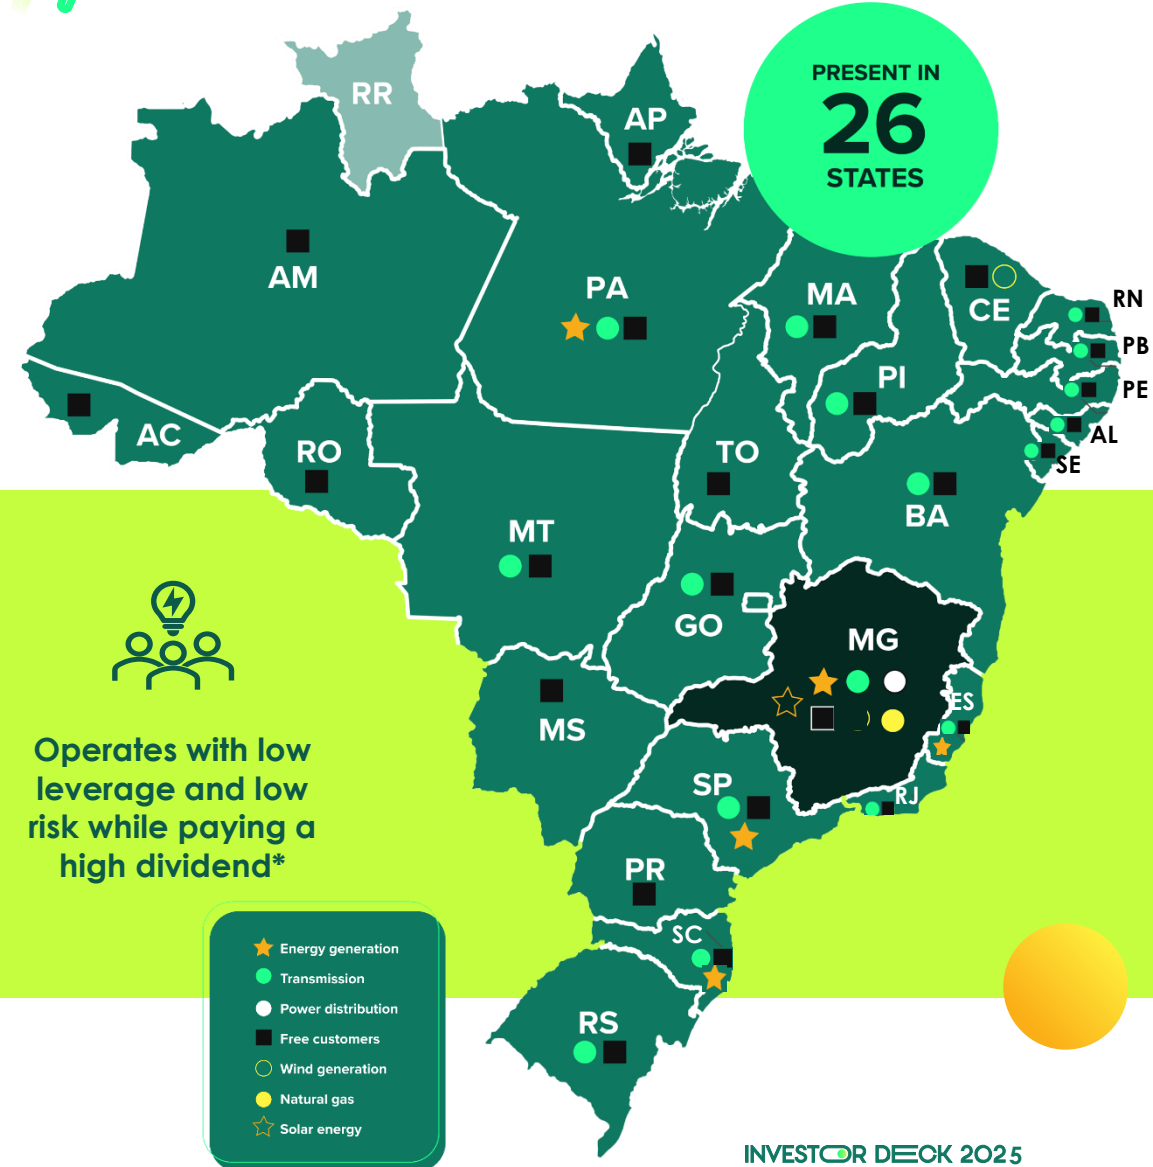 PRESENT IN
26
STATES
RR
AP
AM
PA
MA
CE
RN
PB
PI
PE
AL
AC
RO
TO
SE
MT
BA
GO
MG
ES
MS
SP
RJ
PR
SC
RS
Operates with low
leverage and low
risk while paying a
high dividend*
Energy generation
Transmission
Power distribution
Free customers
Wind generation
Natural gas
Solar energy
INVESTOR DECK 2025